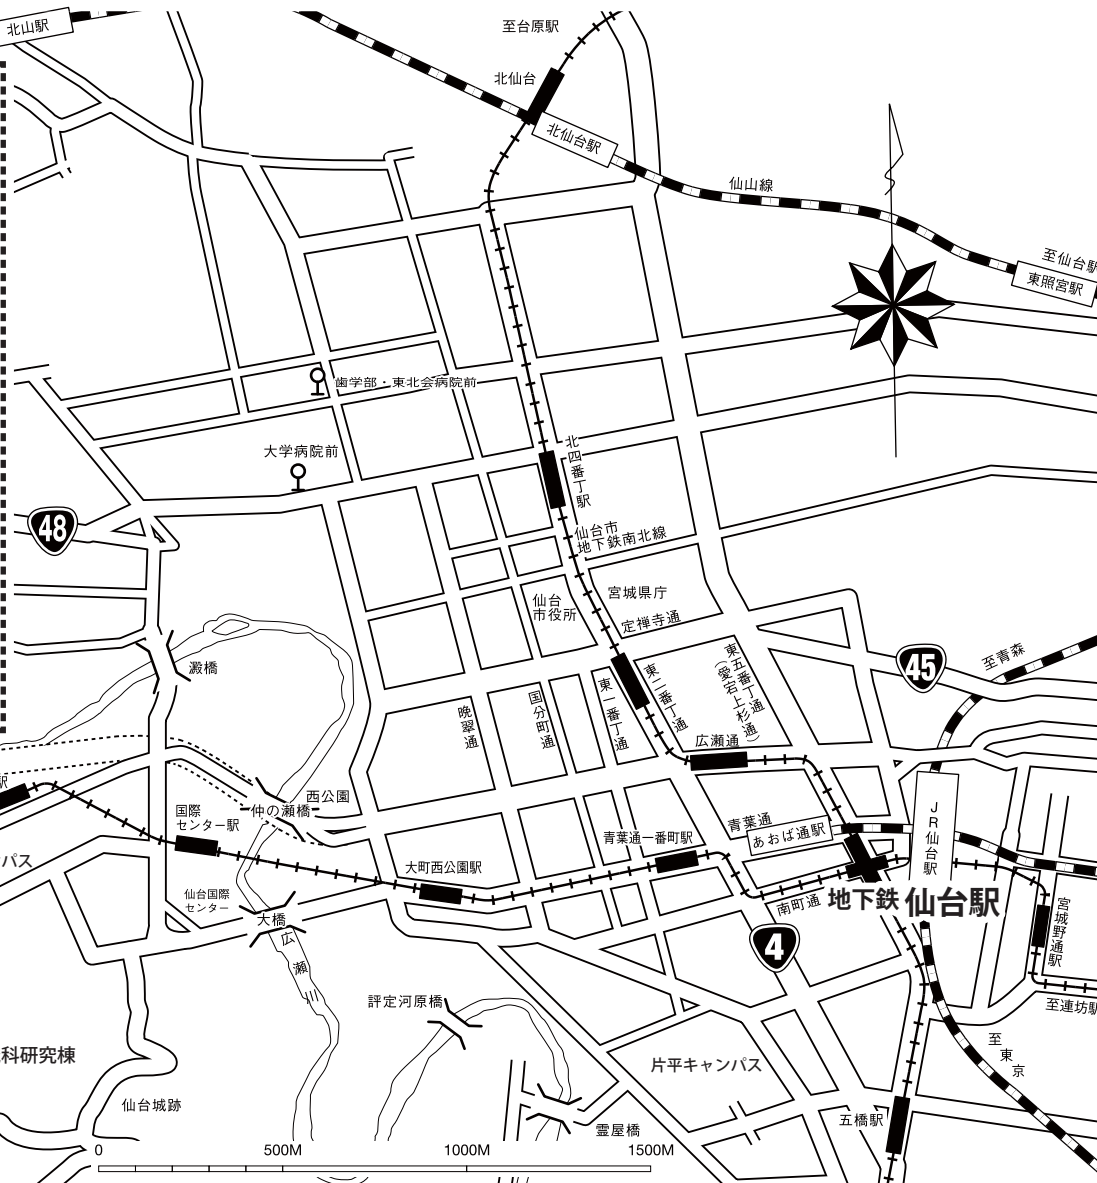 北山駅
至台原駅
北仙台
北仙台駅
仙山線
至仙台駅
東照宮駅
歯学部・東北会病院前
大学病院前
北四番丁駅
48
仙台市
地下鉄南北線
仙台
市役所
宮城県庁
定禅寺通
澱橋
45
至青森
晩翠通
国分町通
東一番丁通
東二番丁通
東五番丁通
(愛宕上杉通)
広瀬通
駅
西公園
仲の瀬橋
国際
センター駅
青葉通
青葉通一番町駅
あおば通駅
JR仙台駅
パス
大町西公園駅
仙台国際
センター
大橋
南町通
地下鉄 仙台駅
宮城野通駅
4
広瀬川
評定河原橋
至連坊駅
至東京
科研究棟
片平キャンパス
仙台城跡
霊屋橋
五橋駅
0 500M 1000M 1500M